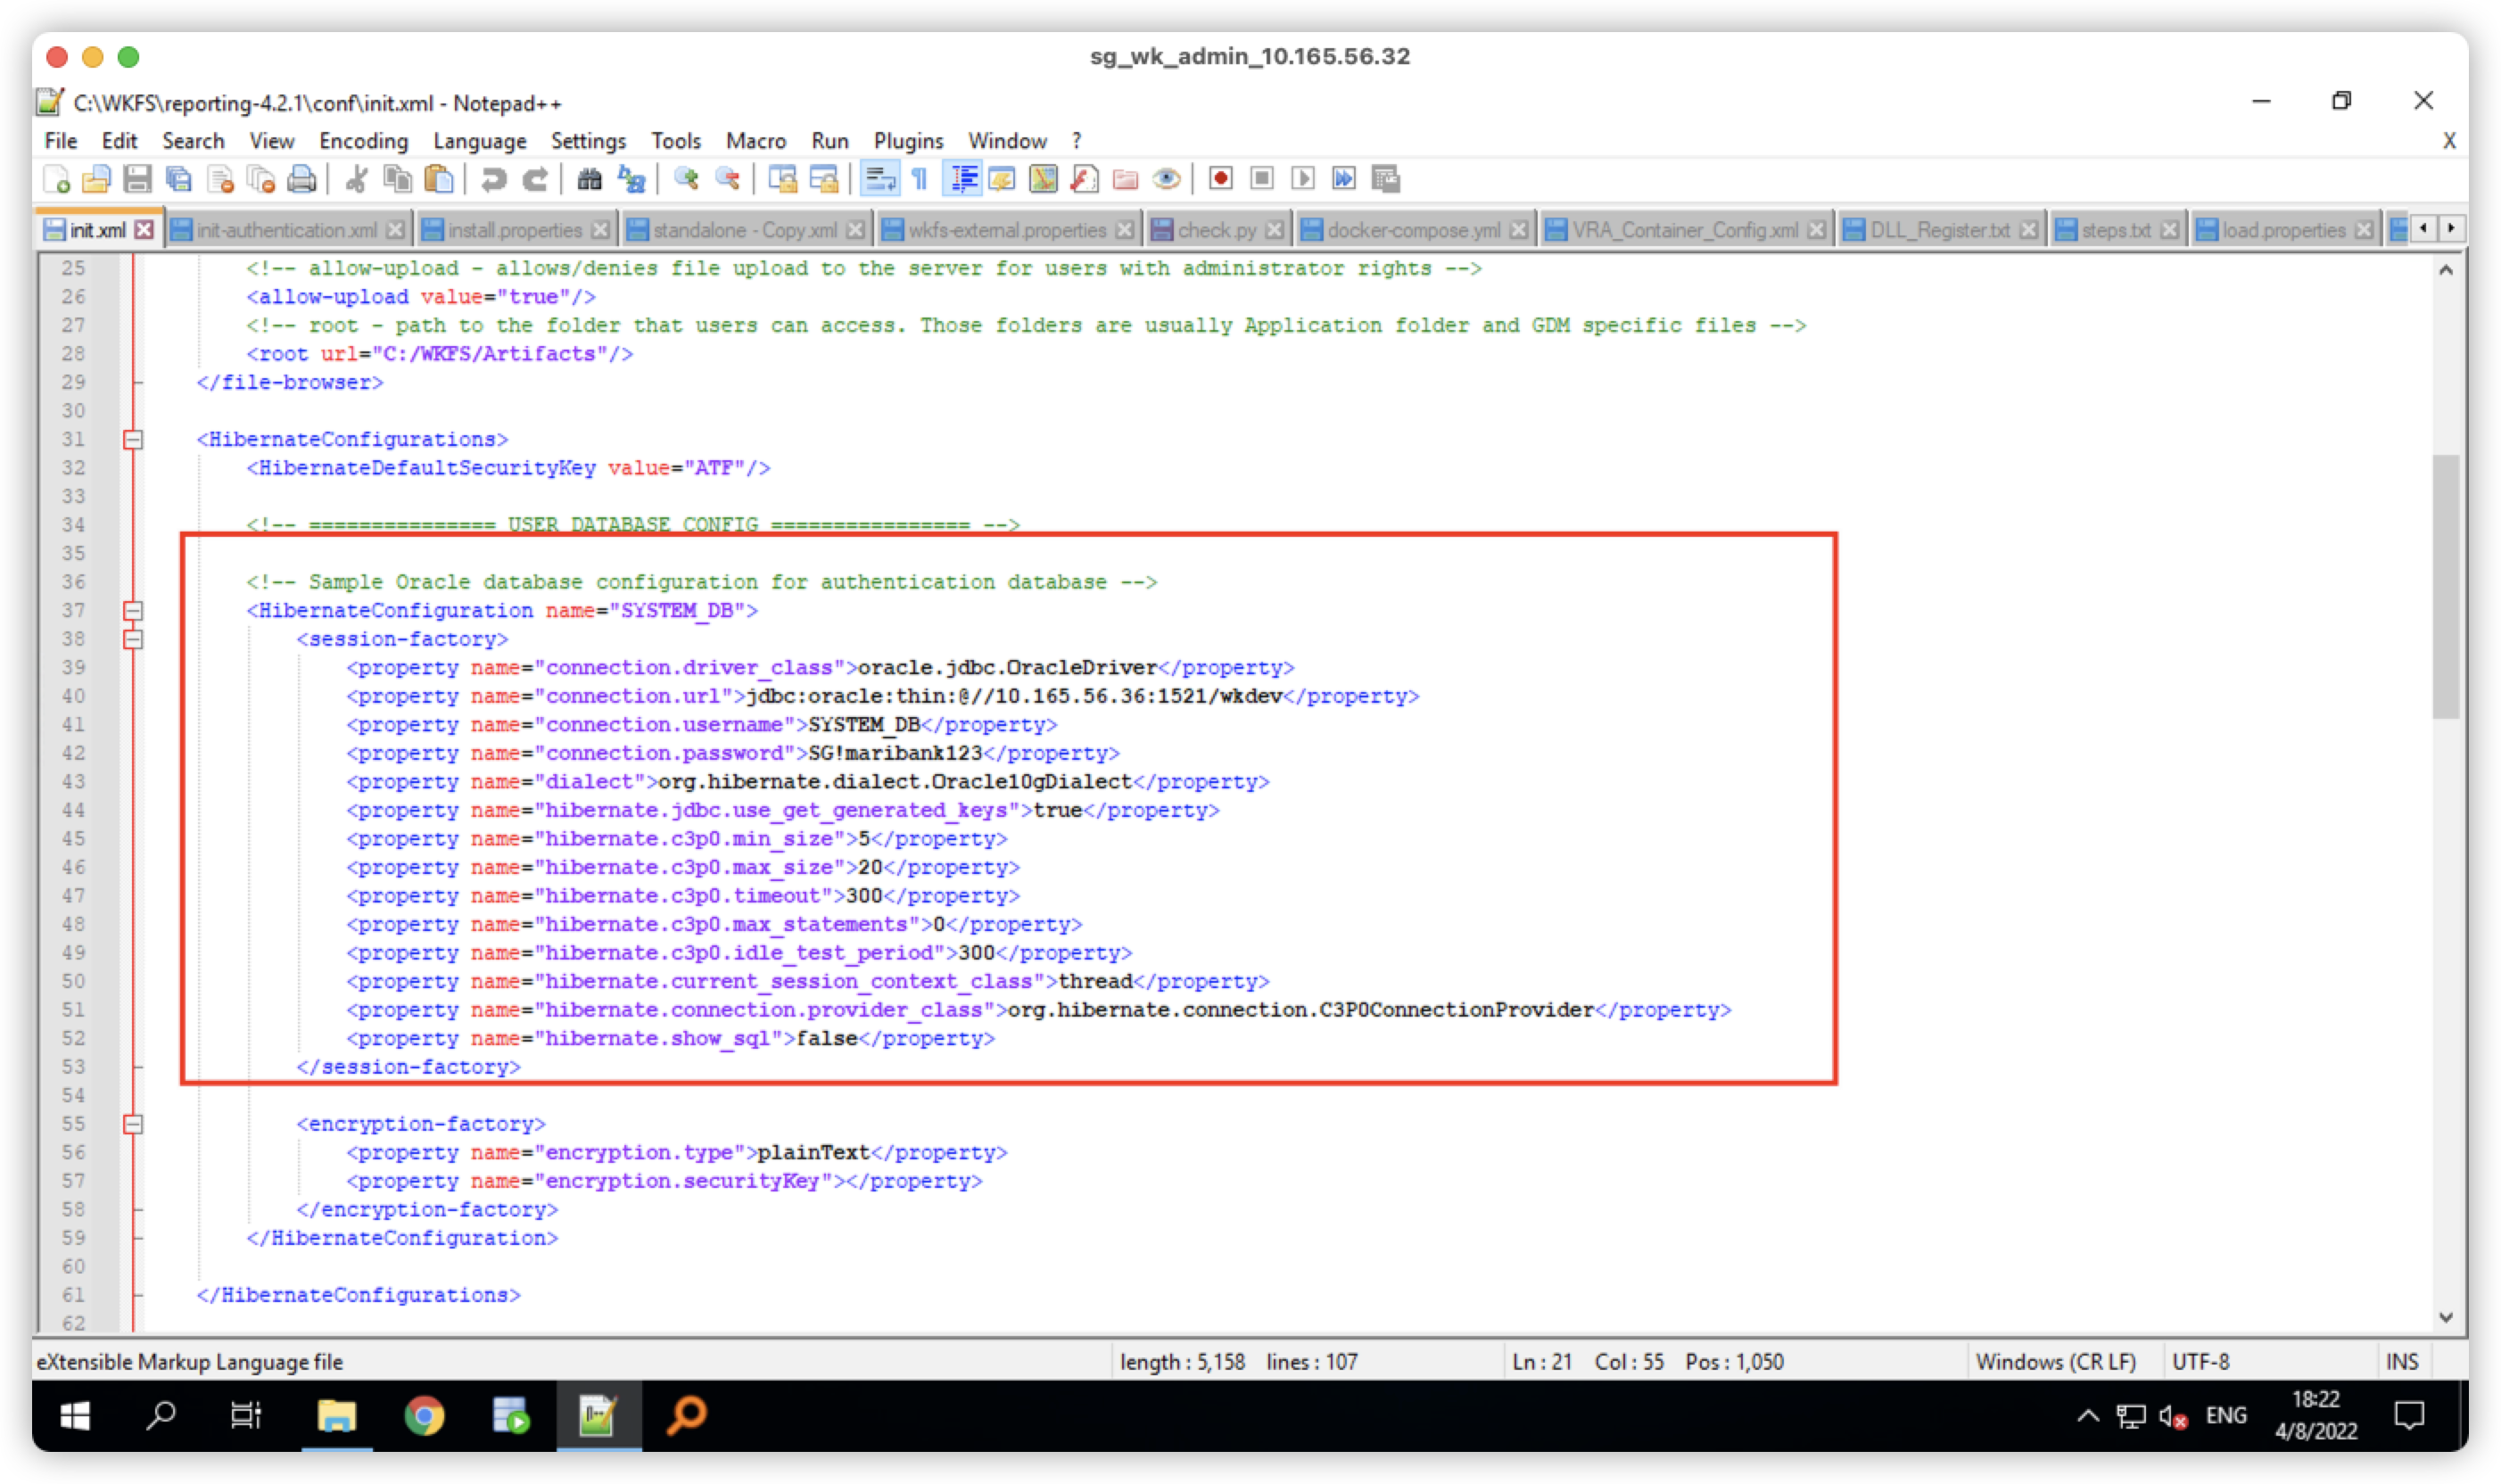 sg_wk_admin_10.165.56.32
C:\WKFS\reporting-4.2.1\conf\init.xml - Notepad++
File Edit Search View Encoding Language Settings Tools Macro Run Plugins Window ? X
init.xml init-authentication.xml install.properties standalone - Copy.xml wkfs-external.properties check.py docker-compose.yml VRA_Container_Config.xml DLL_Register.txt steps.txt load.properties
25 <!-- allow-upload - allows/denies file upload to the server for users with administrator rights -->
26 <allow-upload value="true"/>
27 <!-- root - path to the folder that users can access. Those folders are usually Application folder and GDM specific files -->
28 <root url="C:/WKFS/Artifacts"/>
29 </file-browser>
30
31 <HibernateConfigurations>
32 <HibernateDefaultSecurityKey value="ATF"/>
33
34 <!-- =============== USER DATABASE CONFIG ================ -->
35
36 <!-- Sample Oracle database configuration for authentication database -->
37 <HibernateConfiguration name="SYSTEM_DB">
38 <session-factory>
39 <property name="connection.driver_class">oracle.jdbc.OracleDriver</property>
40 <property name="connection.url">jdbc:oracle:thin:@//10.165.56.36:1521/wkdev</property>
41 <property name="connection.username">SYSTEM_DB</property>
42 <property name="connection.password">SG!maribank123</property>
43 <property name="dialect">org.hibernate.dialect.Oracle10gDialect</property>
44 <property name="hibernate.jdbc.use_get_generated_keys">true</property>
45 <property name="hibernate.c3p0.min_size">5</property>
46 <property name="hibernate.c3p0.max_size">20</property>
47 <property name="hibernate.c3p0.timeout">300</property>
48 <property name="hibernate.c3p0.max_statements">0</property>
49 <property name="hibernate.c3p0.idle_test_period">300</property>
50 <property name="hibernate.current_session_context_class">thread</property>
51 <property name="hibernate.connection.provider_class">org.hibernate.connection.C3P0ConnectionProvider</property>
52 <property name="hibernate.show_sql">false</property>
53 </session-factory>
54
55 <encryption-factory>
56 <property name="encryption.type">plainText</property>
57 <property name="encryption.securityKey"></property>
58 </encryption-factory>
59 </HibernateConfiguration>
60
61 </HibernateConfigurations>
62
eXtensible Markup Language file length : 5,158 lines : 107 Ln : 21 Col : 55 Pos : 1,050 Windows (CR LF) UTF-8 INS
ENG
18:22
4/8/2022